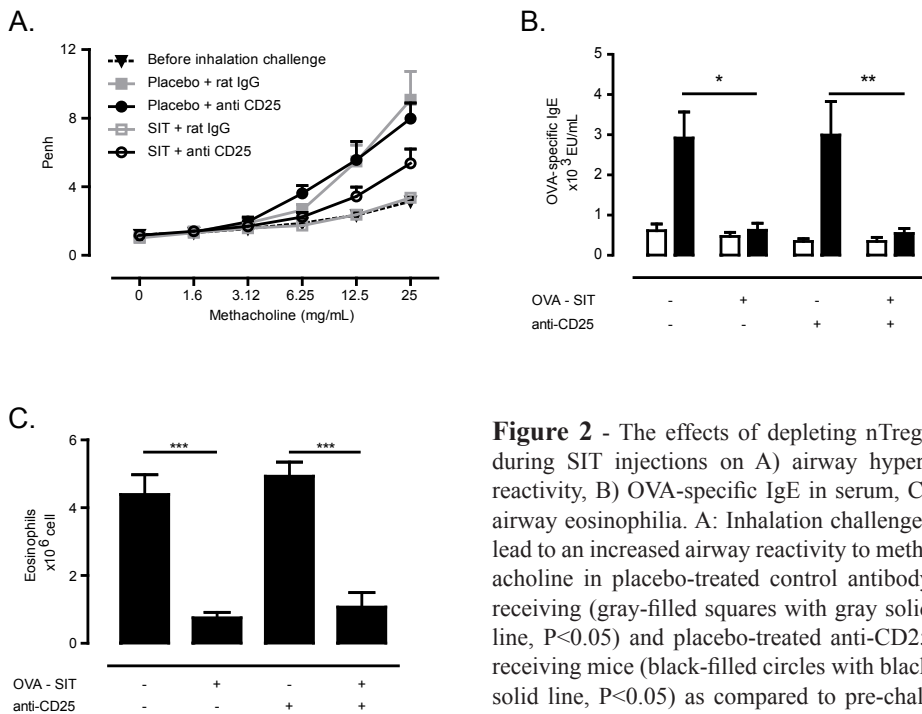 A.
12
8
4
0
Penh
Before inhalation challenge
Placebo + rat IgG
Placebo + anti CD25
SIT + rat IgG
SIT + anti CD25
0 1.6 3.12 6.25 12.5 25
Methacholine (mg/mL)
B.
5
4
3
2
1
0
OVA-specific IgE
x10 3 EU/mL
* **
OVA - SIT - + - +
anti-CD25 - - + +
C.
6
4
2
0
Eosinophils
x10 6 cell
*** ***
OVA - SIT - + - +
anti-CD25 - - + +
Figure 2 - The effects of depleting nTreg
during SIT injections on A) airway hyper
reactivity, B) OVA-specific IgE in serum, C
airway eosinophilia. A: Inhalation challenge
lead to an increased airway reactivity to meth
acholine in placebo-treated control antibody
receiving (gray-filled squares with gray solid
line, P<0.05) and placebo-treated anti-CD25
receiving mice (black-filled circles with black
solid line, P<0.05) as compared to pre-chal